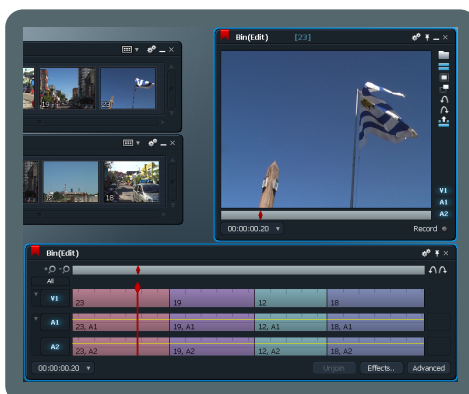 Bin(Edit) [23]
19 23
18
V1
A1
A2
00:00:00.20
Record
Bin(Edit)
All
V1 23 19 12 18
A1 23, A1 19, A1 12, A1 18, A1
A2 23, A2 19, A2 12, A2 18, A2
00:00:00.20 Unjoin Effects.. Advanced